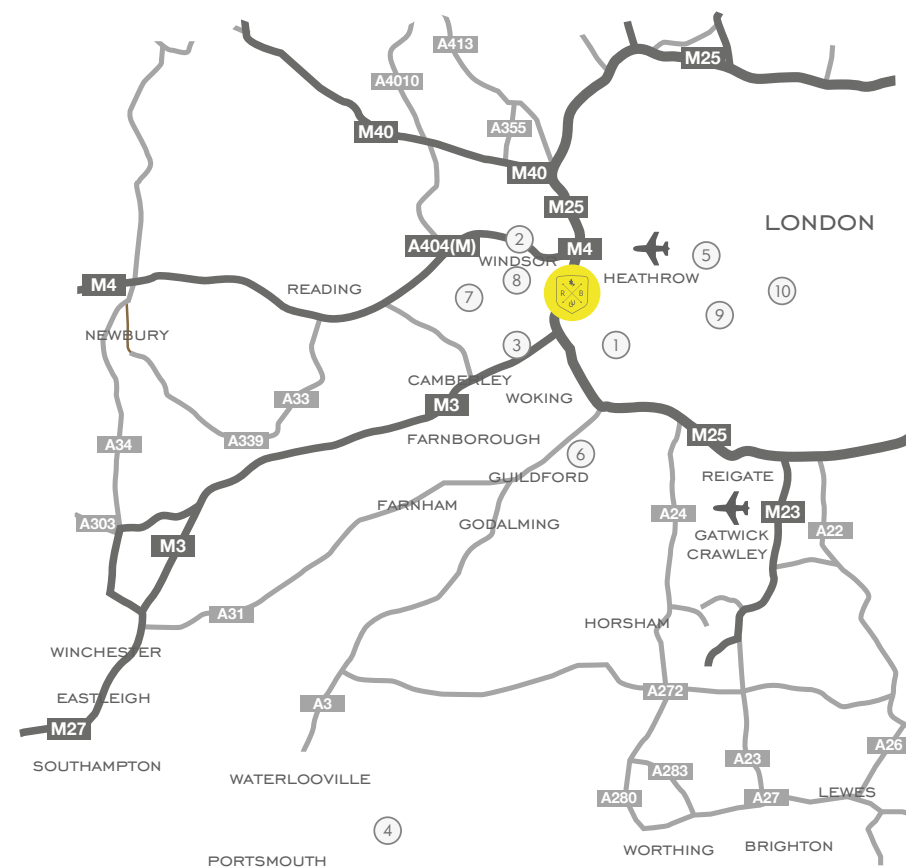 A413
M25
A4010
A355
M40
M40
M25
LONDON
A404(M)
2
M4
5
WINDSOR
HEATHROW
8
M4
READING
7
R
B
U
10
9
NEWBURY
3
1
CAMBERLEY
A33
M3
WOKING
A34
A339
FARNBOROUGH
M25
6
GUILDFORD
REIGATE
FARNHAM
A303
GODALMING
A24
M23
GATWICK
A22
M3
CRAWLEY
A31
HORSHAM
WINCHESTER
EASTLEIGH
A3
A272
M27
A26
SOUTHAMPTON
WATERLOOVILLE
A23
A283
A280
A27
LEWES
4
WORTHING
BRIGHTON
PORTSMOUTH